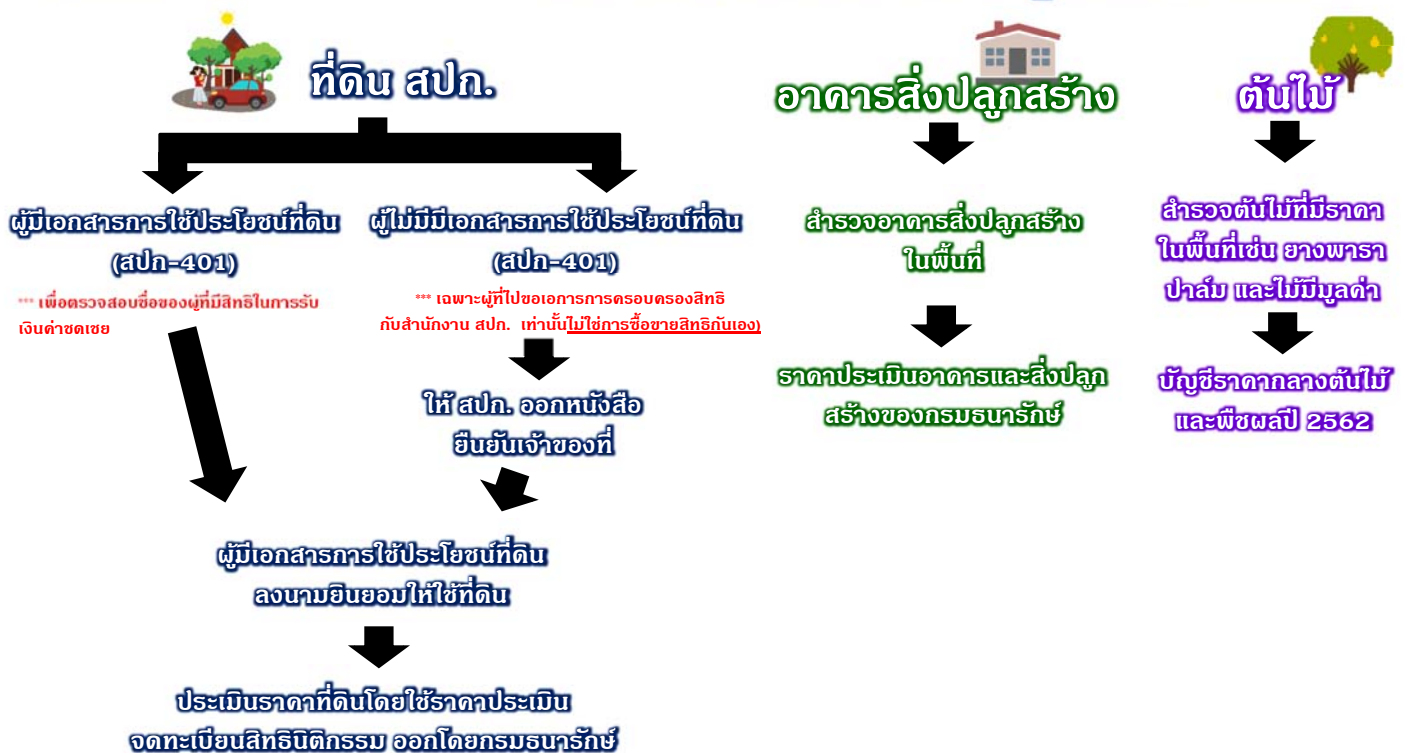 ที่ดิน สปก.
ผู้มีเอกสารการใช้ประโยชน์ที่ดิน
(สปก-401)
*** เพื่อตรวจสอบชื่อของผู้ที่มีสิทธิในการรับ
เงินค่าชดเชย
ผู้ไม่มีมีเอกสารการใช้ประโยชน์ที่ดิน
(สปก-401)
*** เฉพาะผู้ที่ไปขอเอการการครอบครองสิทธิ
กับสำนักงาน สปก. เท่านั้นไม่ใช่การซื้อขายสิทธิกันเอง)
ให้ สปก. ออกหนังสือ
ยืนยันเจ้าของที่
ผู้มีเอกสารการใช้ประโยชน์ที่ดิน
ลงนามยินยอมให้ใช้ที่ดิน
ประเมินราคาที่ดินโดยใช้ราคาประเมิน
จดทะเบียนสิทธินิติกรรม ออกโดยกรมธนารักษ์
อาคารสิ่งปลูกสร้าง
สำรวจอาคารสิ่งปลูกสร้าง
ในพื้นที่
ราคาประเมินอาคารและสิ่งปลูก
สร้างของกรมธนารักษ์
ต้นไม้
สำรวจต้นไม้ที่มีราคา
ในพื้นที่เช่น ยางพารา
ปาล์ม และไม้มีมูลค่า
บัญชีราคากลางต้นไม้
และพืชผลปี 2562